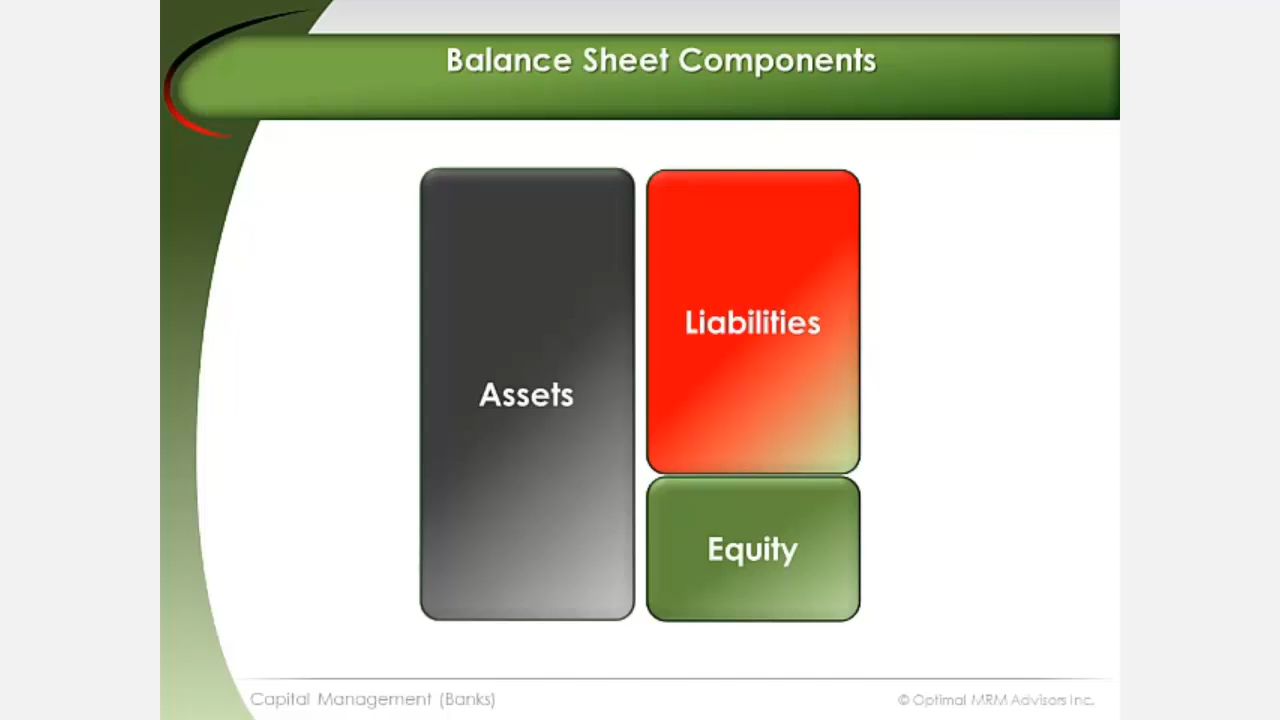 Balance Sheet Components
Assets
Liabilities
Equity
Capital Management (Banks)
© Optimal MRM Advisors Inc.